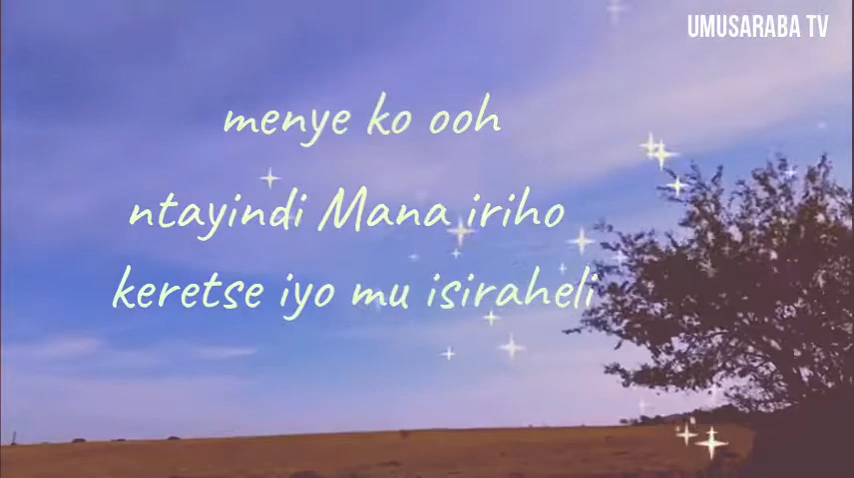 UMUSARABA TV
menye ko ooh
ntayindi Mana iriho
keretse iyo mu isiraheli